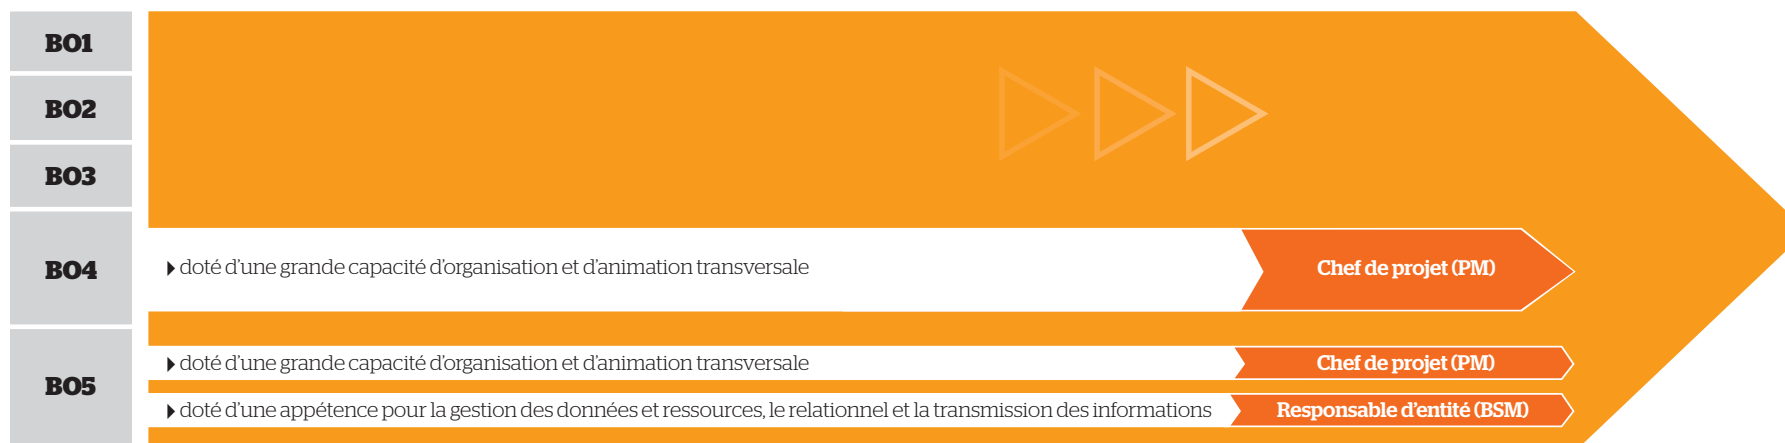 BO1
BO2
BO3
BO4
doté d'une grande capacité d'organisation et d'animation transversale
Chef de projet (PM)
BO5
doté d'une grande capacité d'organisation et d'animation transversale
Chef de projet (PM)
doté d'une appétence pour la gestion des données et ressources, le relationnel et la transmission des informations
Responsable d'entité (BSM)